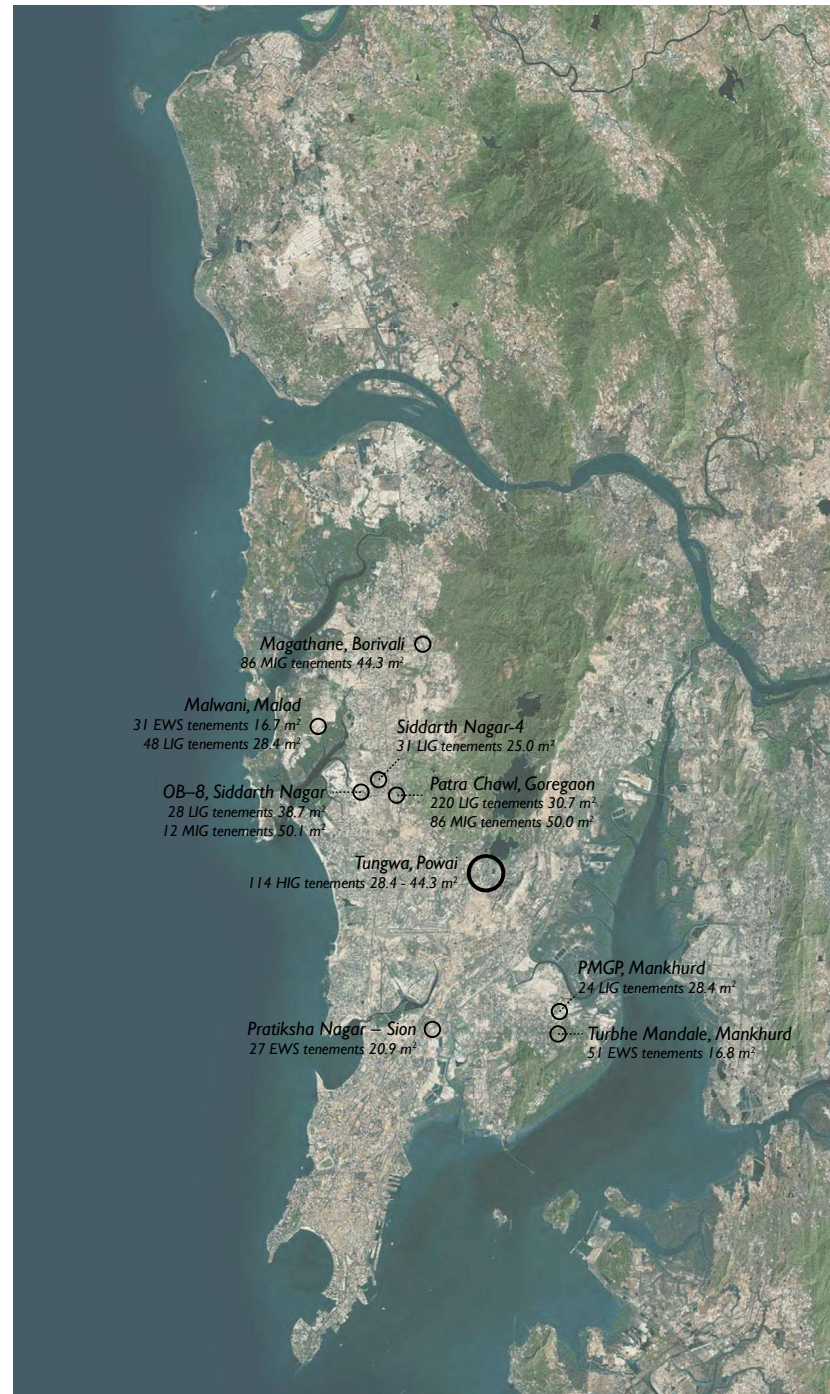 Magathane, Borivali
86 MIG tenements 44.3 m²
Malwani, Malad
31 EWS tenements 16.7 m²
48 LIG tenements 28.4 m²
Siddarth Nagar-4
31 LIG tenements 25.0 m²
OB–8, Siddarth Nagar
28 LIG tenements 38.7 m²
12 MIG tenements 50.1 m²
Patra Chawl, Goregaon
220 LIG tenements 30.7 m²
86 MIG tenements 50.0 m²
Tungwa, Powai
114 HIG tenements 28.4 - 44.3 m²
PMGP, Mankhurd
24 LIG tenements 28.4 m²
Pratiksha Nagar – Sion
27 EWS tenements 20.9 m²
Turbhe Mandale, Mankhurd
51 EWS tenements 16.8 m²